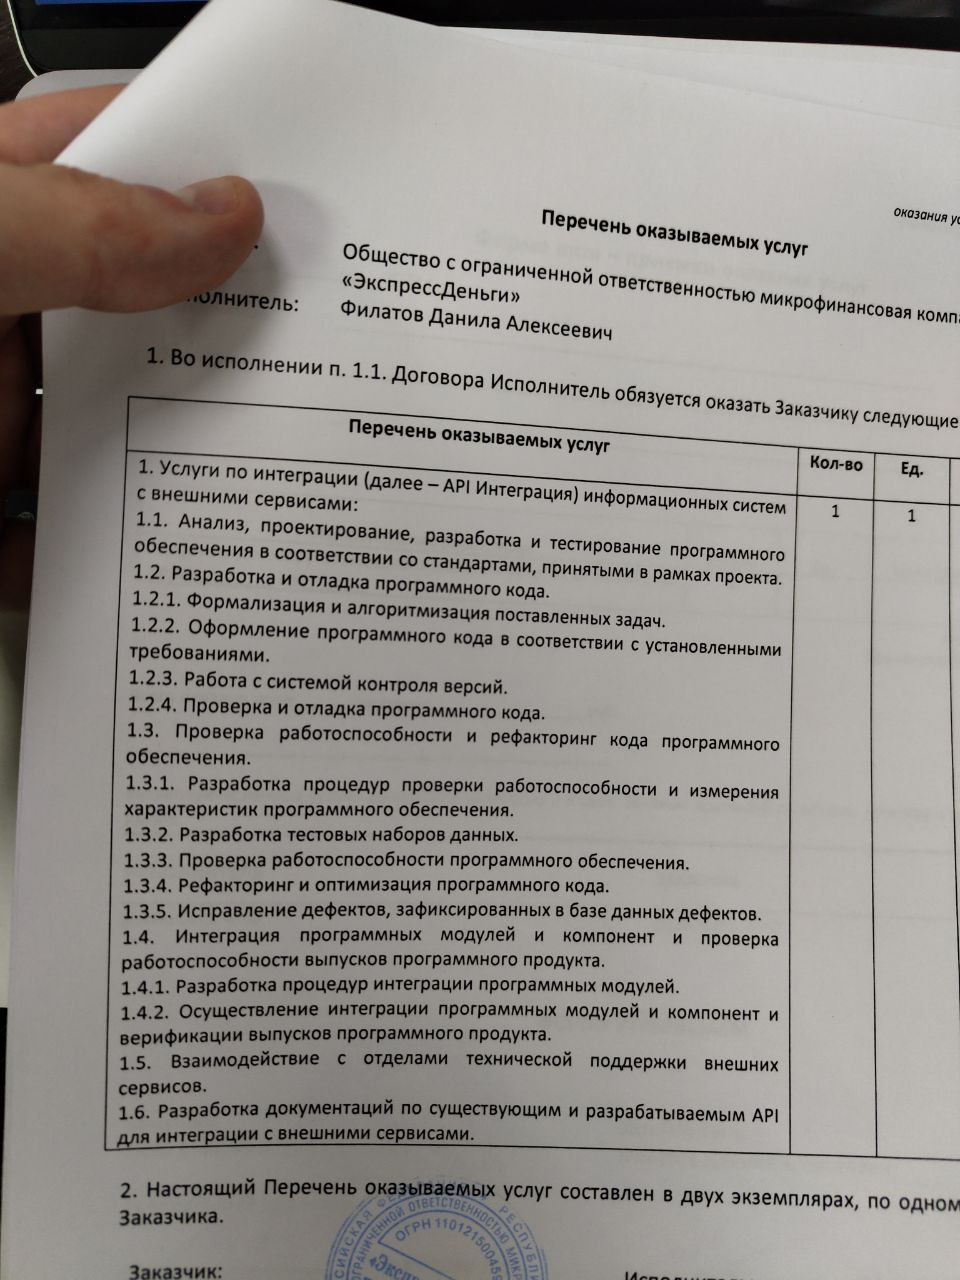 оказания
Перечень оказываемых услуг
Общество с ограниченной ответственностью микрофинансовая
«ЭкспрессДеньги»
полнитель: Филатов Данила Алексеевич
1. Во исполнении п. 1.1. Договора Исполнитель обязуется оказать Заказчику следующие
Перечень оказываемых услуг Кол-во Ед.
1. Услуги по интеграции (далее – API Интеграция) информационных систем 1 1
с внешними сервисами:
1.1. Анализ, проектирование, разработка и тестирование программного
обеспечения в соответствии со стандартами, принятыми в рамках проекта.
1.2. Разработка и отладка программного кода.
1.2.1. Формализация и алгоритмизация поставленных задач.
1.2.2. Оформление программного кода в соответствии с установленными
требованиями.
1.2.3. Работа с системой контроля версий.
1.2.4. Проверка и отладка программного кода.
1.3. Проверка работоспособности и рефакторинг кода программного
обеспечения.
1.3.1. Разработка процедур проверки работоспособности и измерения
характеристик программного обеспечения.
1.3.2. Разработка тестовых наборов данных.
1.3.3. Проверка работоспособности программного обеспечения.
1.3.4. Рефакторинг и оптимизация программного кода.
1.3.5. Исправление дефектов, зафиксированных в базе данных дефектов.
1.4. Интеграция программных модулей и компонент и проверка
работоспособности выпусков программного продукта.
1.4.1. Разработка процедур интеграции программных модулей.
1.4.2. Осуществление интеграции программных модулей и компонент и
верификации выпусков программного продукта.
1.5. Взаимодействие с отделами технической поддержки внешних
сервисов.
1.6. Разработка документаций по существующим и разрабатываемым API
для интеграции с внешними сервисами.
2. Настоящий Перечень оказываемых услуг составлен в двух экземплярах, по одном
Заказчика.
Заказчик: